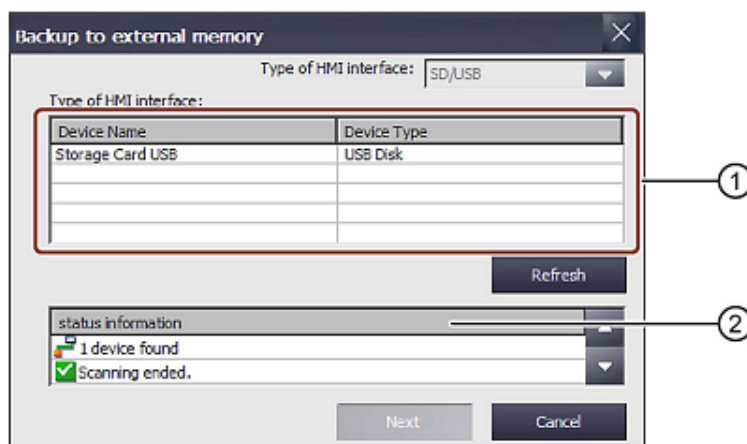 Backup to external memory
Type of HMI interface: SD/USB
Type of HMI interface:
Device Name Device Type
Storage Card USB USB Disk
1
Refresh
status information
2
1 device found
Scanning ended.
Next Cancel